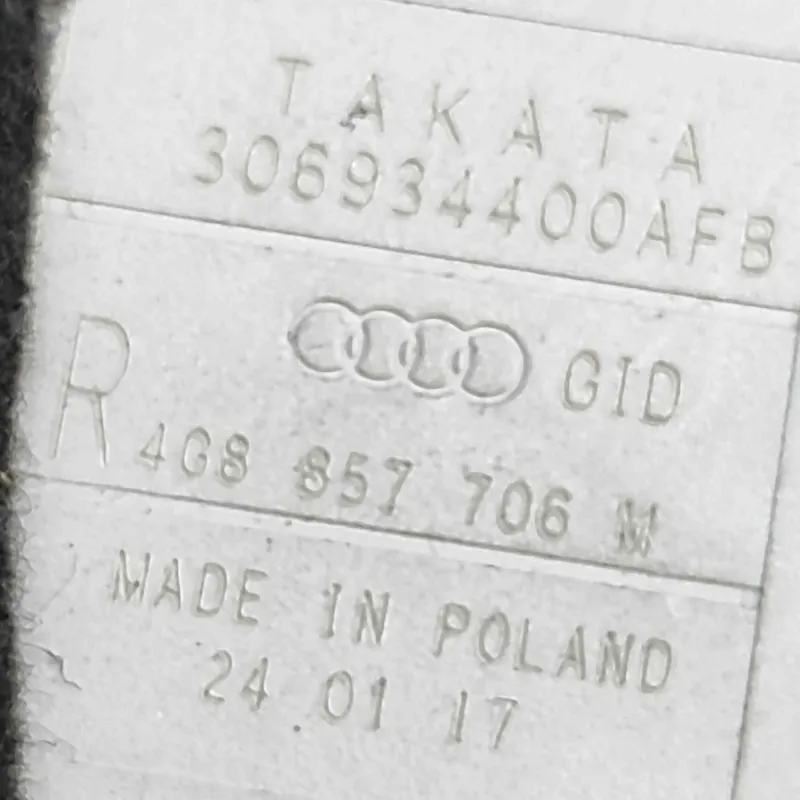 TAKATA
306934400AFB
GID
R 4G8 857 706 M
MADE IN POLAND
24 01 17